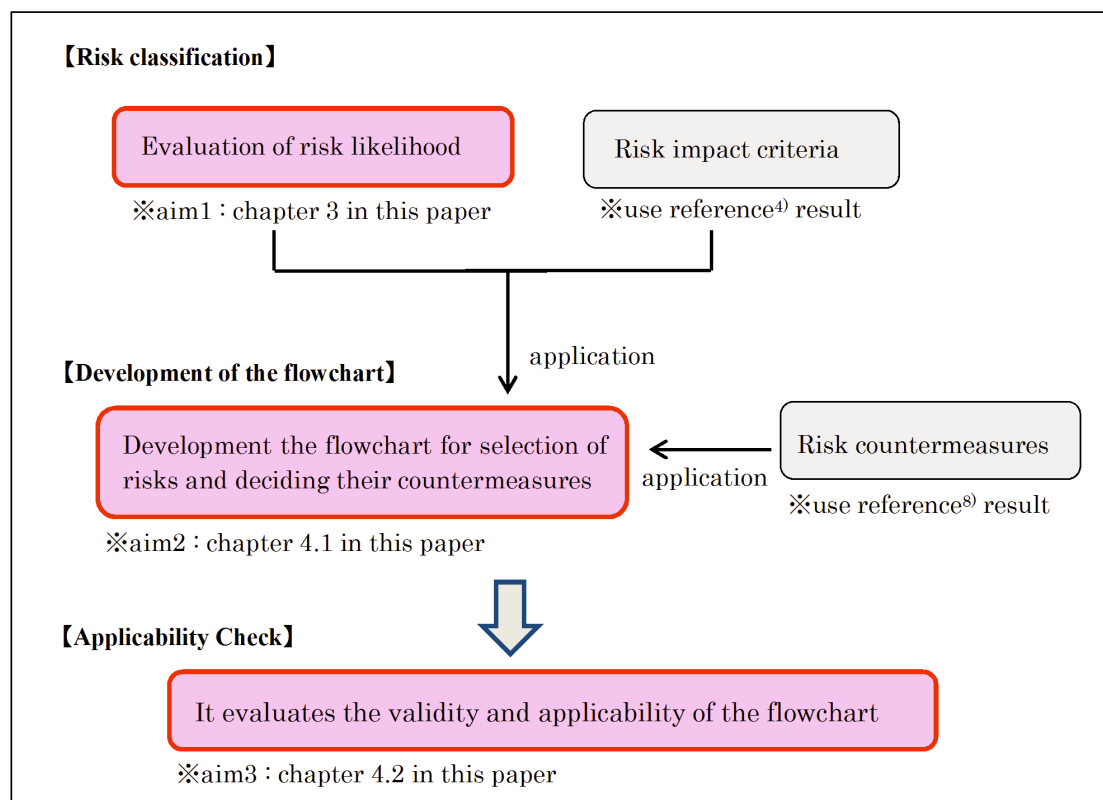 【Risk classification】
Evaluation of risk likelihood
Risk impact criteria
※aim1：chapter 3 in this paper
※use reference⁴⁾ result
application
【Development of the flowchart】
Development the flowchart for selection of
risks and deciding their countermeasures
Risk countermeasures
application
※use reference⁸⁾ result
※aim2：chapter 4.1 in this paper
【Applicability Check】
It evaluates the validity and applicability of the flowchart
※aim3：chapter 4.2 in this paper